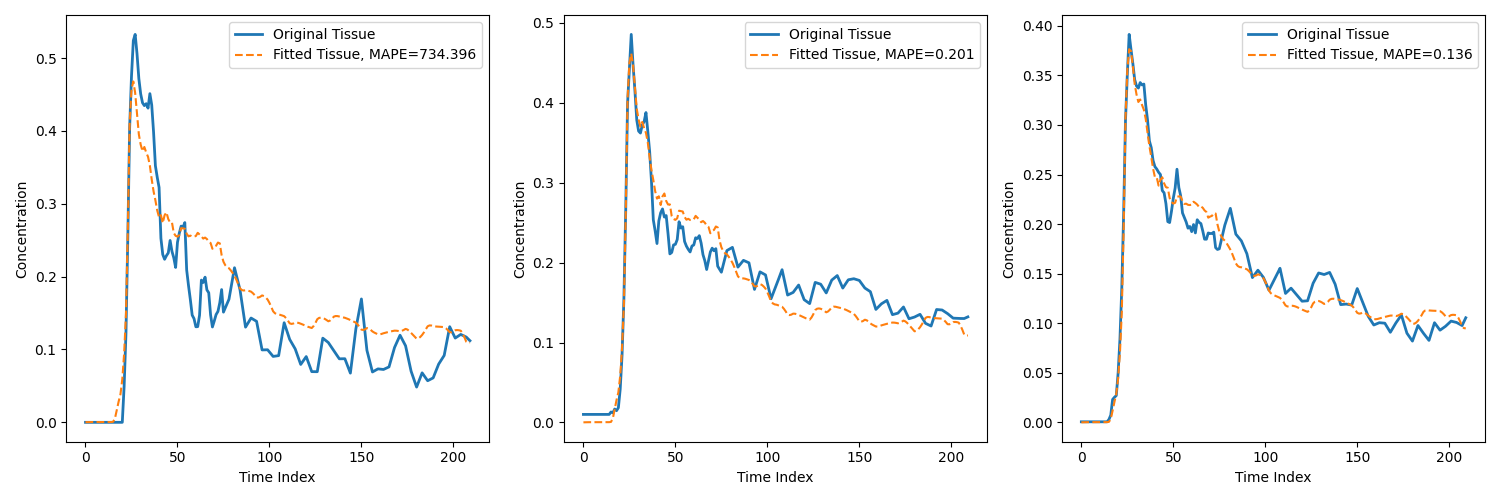 Original Tissue
Fitted Tissue, MAPE=734.396
0.5
0.4
0.3
0.2
0.1
0.0
Concentration
0 50 100 150 200
Time Index
Original Tissue
Fitted Tissue, MAPE=0.201
0.5
0.4
0.3
0.2
0.1
0.0
Concentration
0 50 100 150 200
Time Index
Original Tissue
Fitted Tissue, MAPE=0.136
0.40
0.35
0.30
0.25
0.20
0.15
0.10
0.05
0.00
Concentration
0 50 100 150 200
Time Index